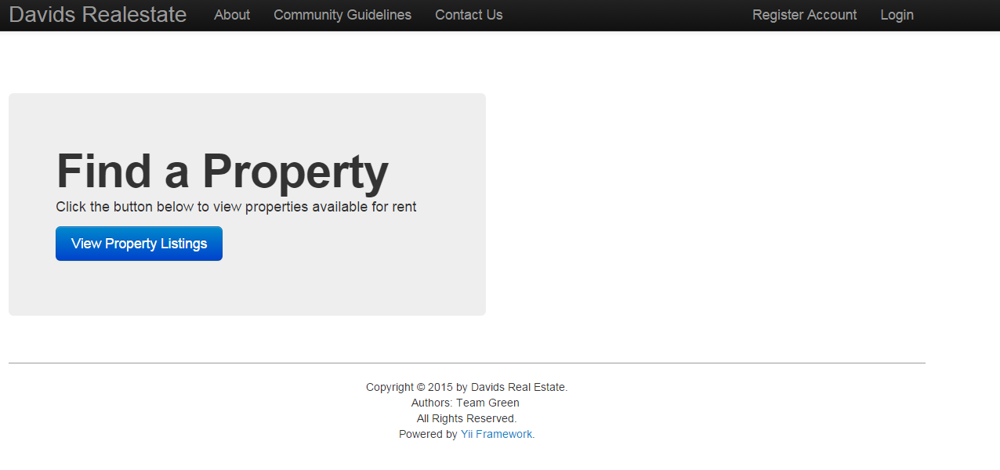 Davids Realestate About Community Guidelines Contact Us Register Account Login
Find a Property
Click the button below to view properties available for rent
View Property Listings
Copyright © 2015 by Davids Real Estate.
Authors: Team Green
All Rights Reserved.
Powered by Yii Framework.